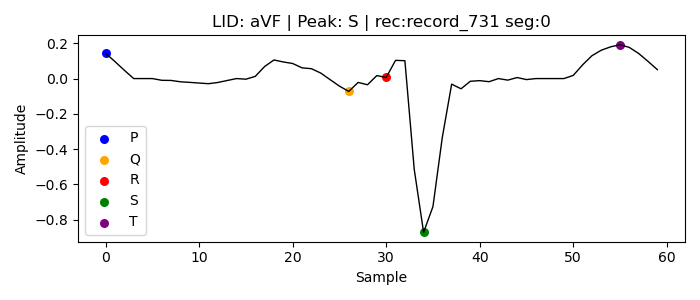 LID: aVF | Peak: S | rec:record_731 seg:0
Amplitude
0.2
0.0
−0.2
−0.4
−0.6
−0.8
P
Q
R
S
T
0 10 20 30 40 50 60
Sample